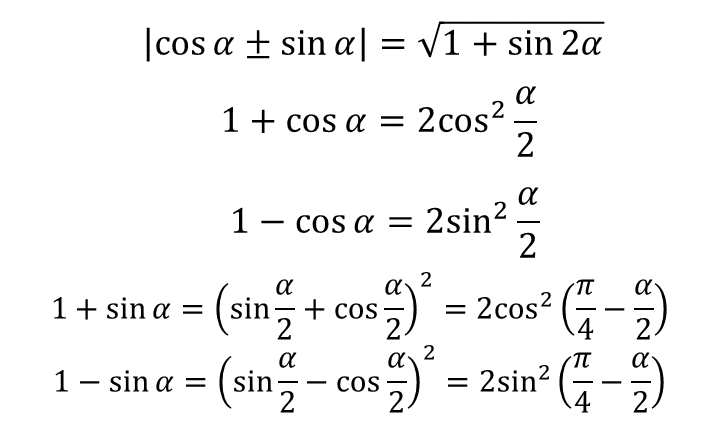 |cos α ± sin α| = √(1 + sin 2α)
1 + cos α = 2cos² α/2
1 − cos α = 2sin² α/2
1 + sin α = (sin α/2 + cos α/2)² = 2cos² (π/4 − α/2)
1 − sin α = (sin α/2 − cos α/2)² = 2sin² (π/4 − α/2)